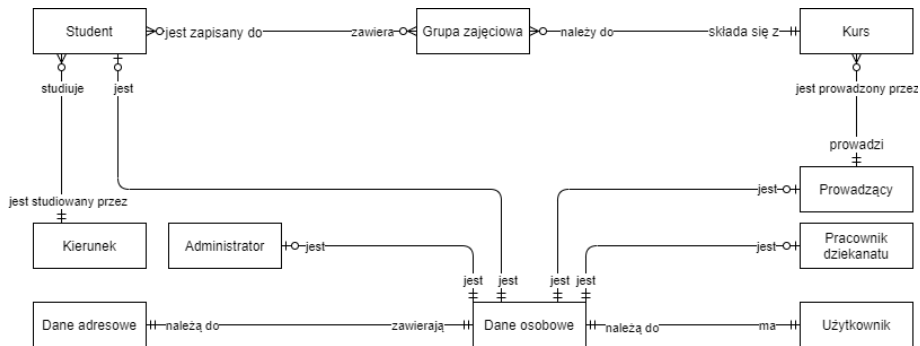 Student
jest zapisany do
zawiera
Grupa zajęciowa
należy do
składa się z
Kurs
studiuje
jest
jest prowadzony przez
prowadzi
jest studiowany przez
jest
Prowadzący
Kierunek
Administrator
jest
jest
Pracownik
dziekanatu
jest
jest
jest
jest
Dane adresowe
należą do
zawierają
Dane osobowe
należą do
ma
Użytkownik